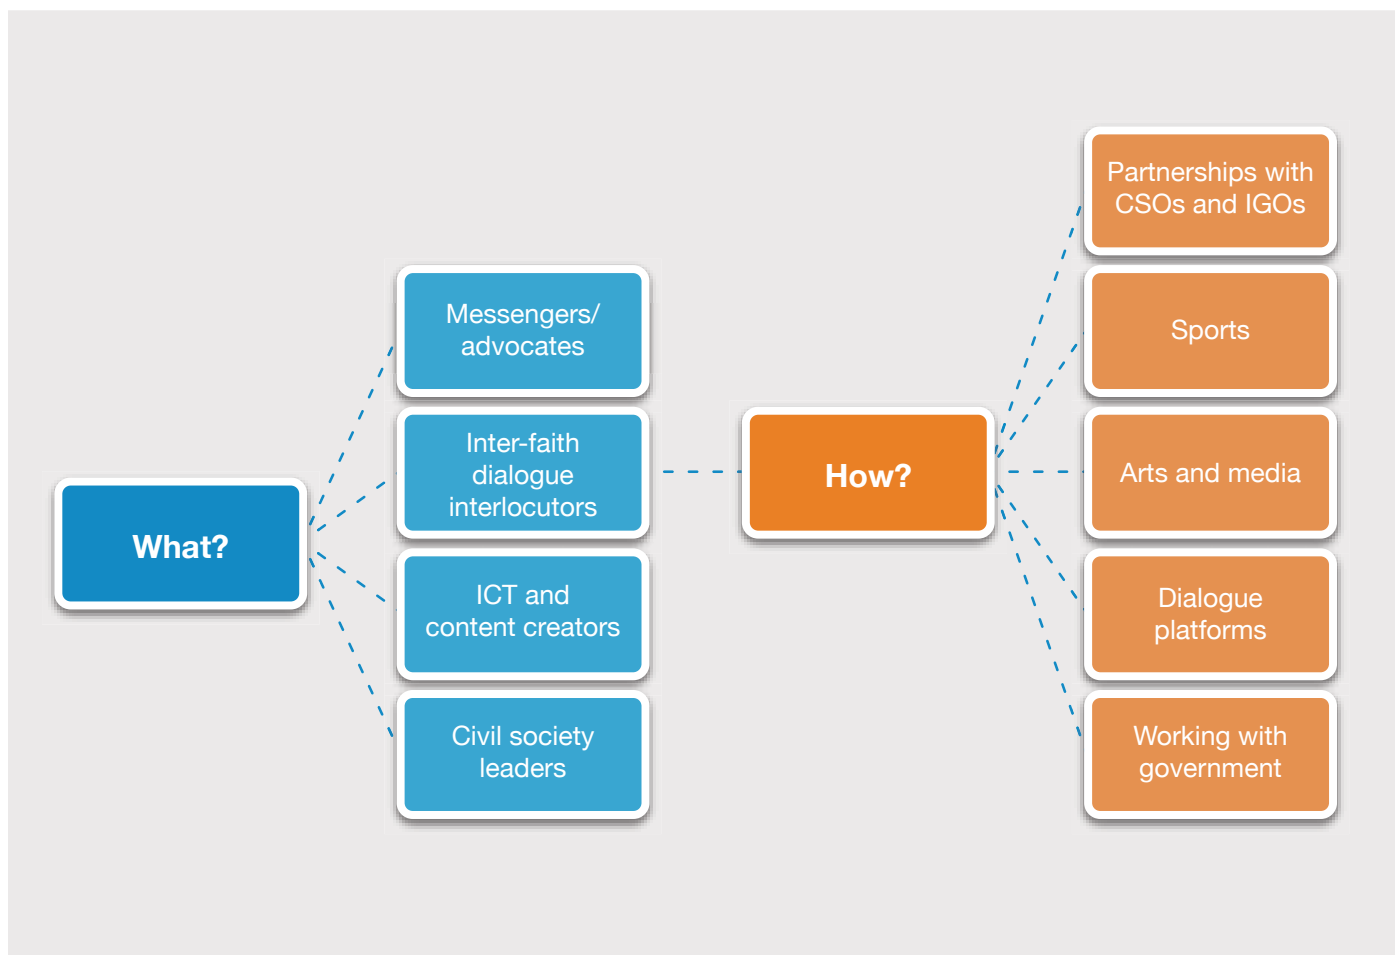 What?
Messengers/
advocates
Inter-faith
dialogue
interlocutors
ICT and
content creators
Civil society
leaders
How?
Partnerships with
CSOs and IGOs
Sports
Arts and media
Dialogue
platforms
Working with
government